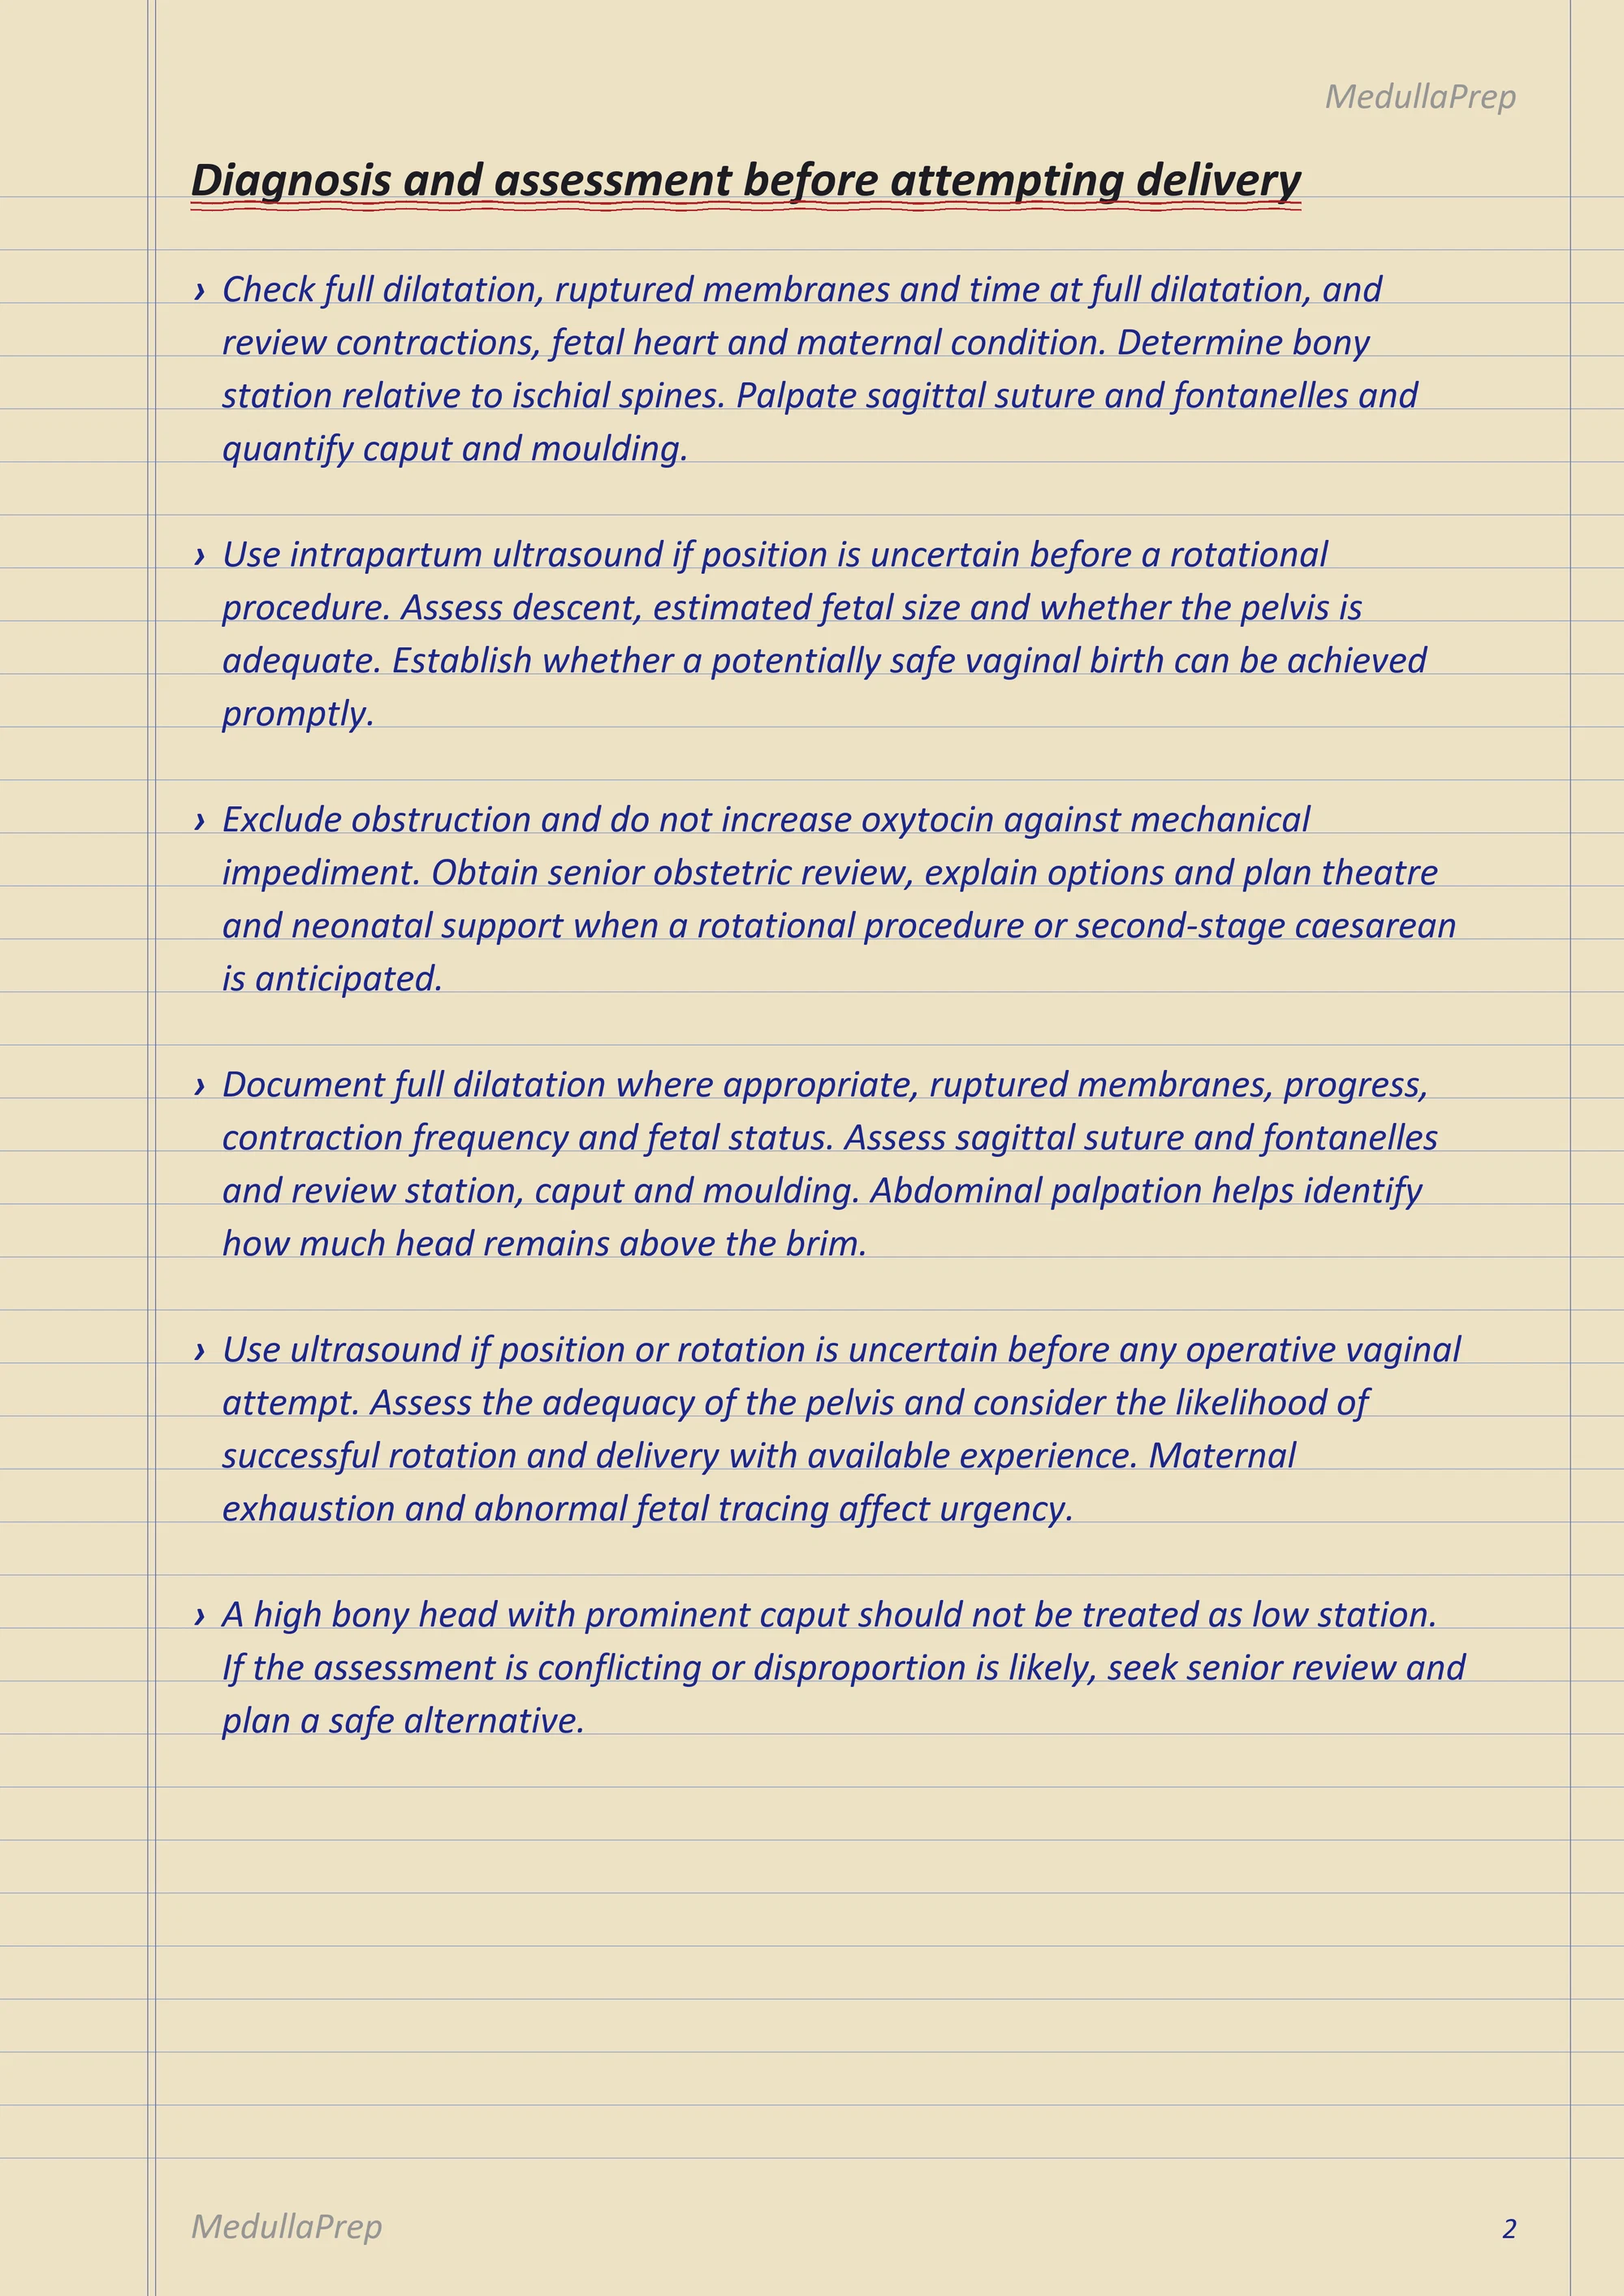 MedullaPrep
Diagnosis and assessment before attempting delivery
› Check full dilatation, ruptured membranes and time at full dilatation, and
review contractions, fetal heart and maternal condition. Determine bony
station relative to ischial spines. Palpate sagittal suture and fontanelles and
quantify caput and moulding.
› Use intrapartum ultrasound if position is uncertain before a rotational
procedure. Assess descent, estimated fetal size and whether the pelvis is
adequate. Establish whether a potentially safe vaginal birth can be achieved
promptly.
› Exclude obstruction and do not increase oxytocin against mechanical
impediment. Obtain senior obstetric review, explain options and plan theatre
and neonatal support when a rotational procedure or second-stage caesarean
is anticipated.
› Document full dilatation where appropriate, ruptured membranes, progress,
contraction frequency and fetal status. Assess sagittal suture and fontanelles
and review station, caput and moulding. Abdominal palpation helps identify
how much head remains above the brim.
› Use ultrasound if position or rotation is uncertain before any operative vaginal
attempt. Assess the adequacy of the pelvis and consider the likelihood of
successful rotation and delivery with available experience. Maternal
exhaustion and abnormal fetal tracing affect urgency.
› A high bony head with prominent caput should not be treated as low station.
If the assessment is conflicting or disproportion is likely, seek senior review and
plan a safe alternative.
MedullaPrep
2